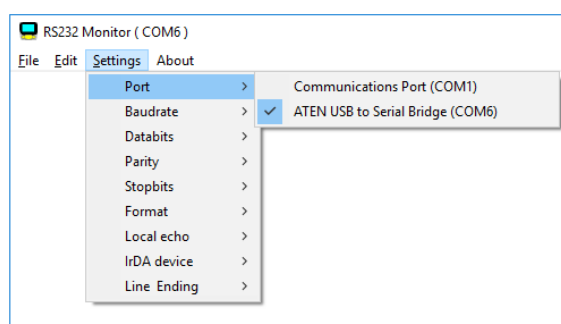 RS232 Monitor ( COM6 )
File Edit Settings About
Port
Baudrate
Databits
Parity
Stopbits
Format
Local echo
IrDA device
Line Ending
Communications Port (COM1)
ATEN USB to Serial Bridge (COM6)